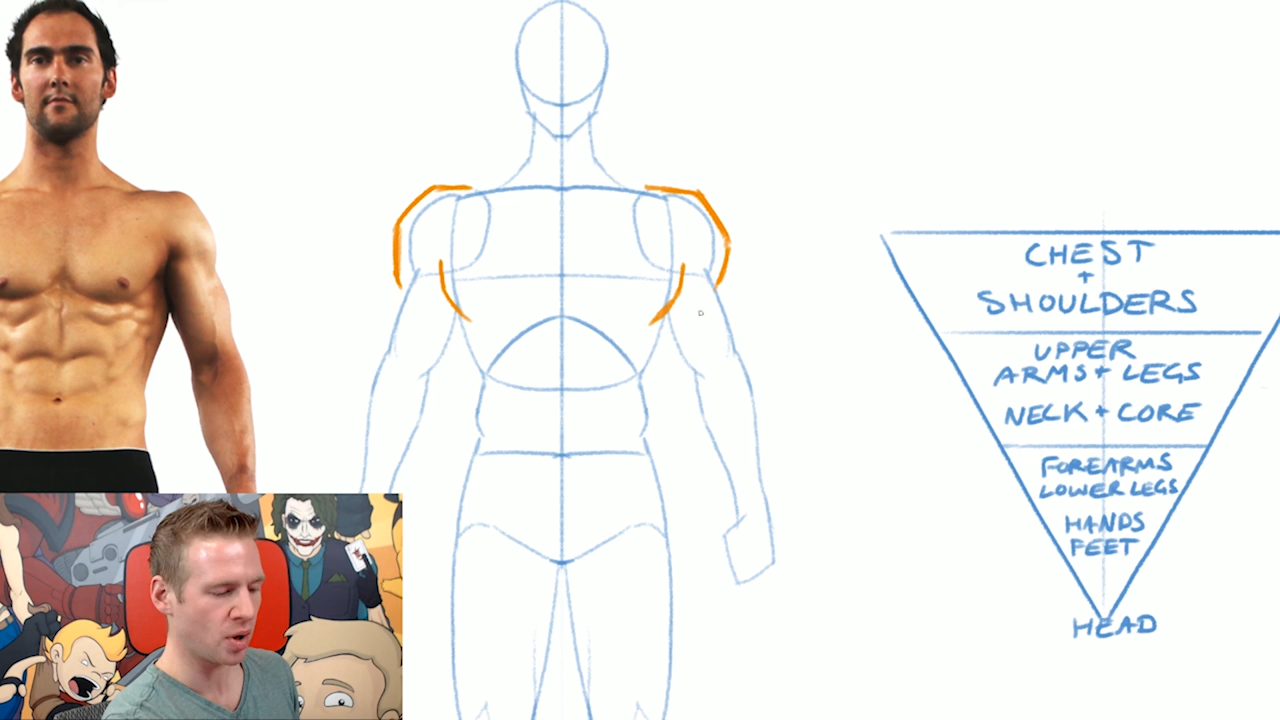 CHEST
+
SHOULDERS
UPPER
ARMS + LEGS
NECK + CORE
FOREARMS
LOWER LEGS
HANDS
FEET
HEAD